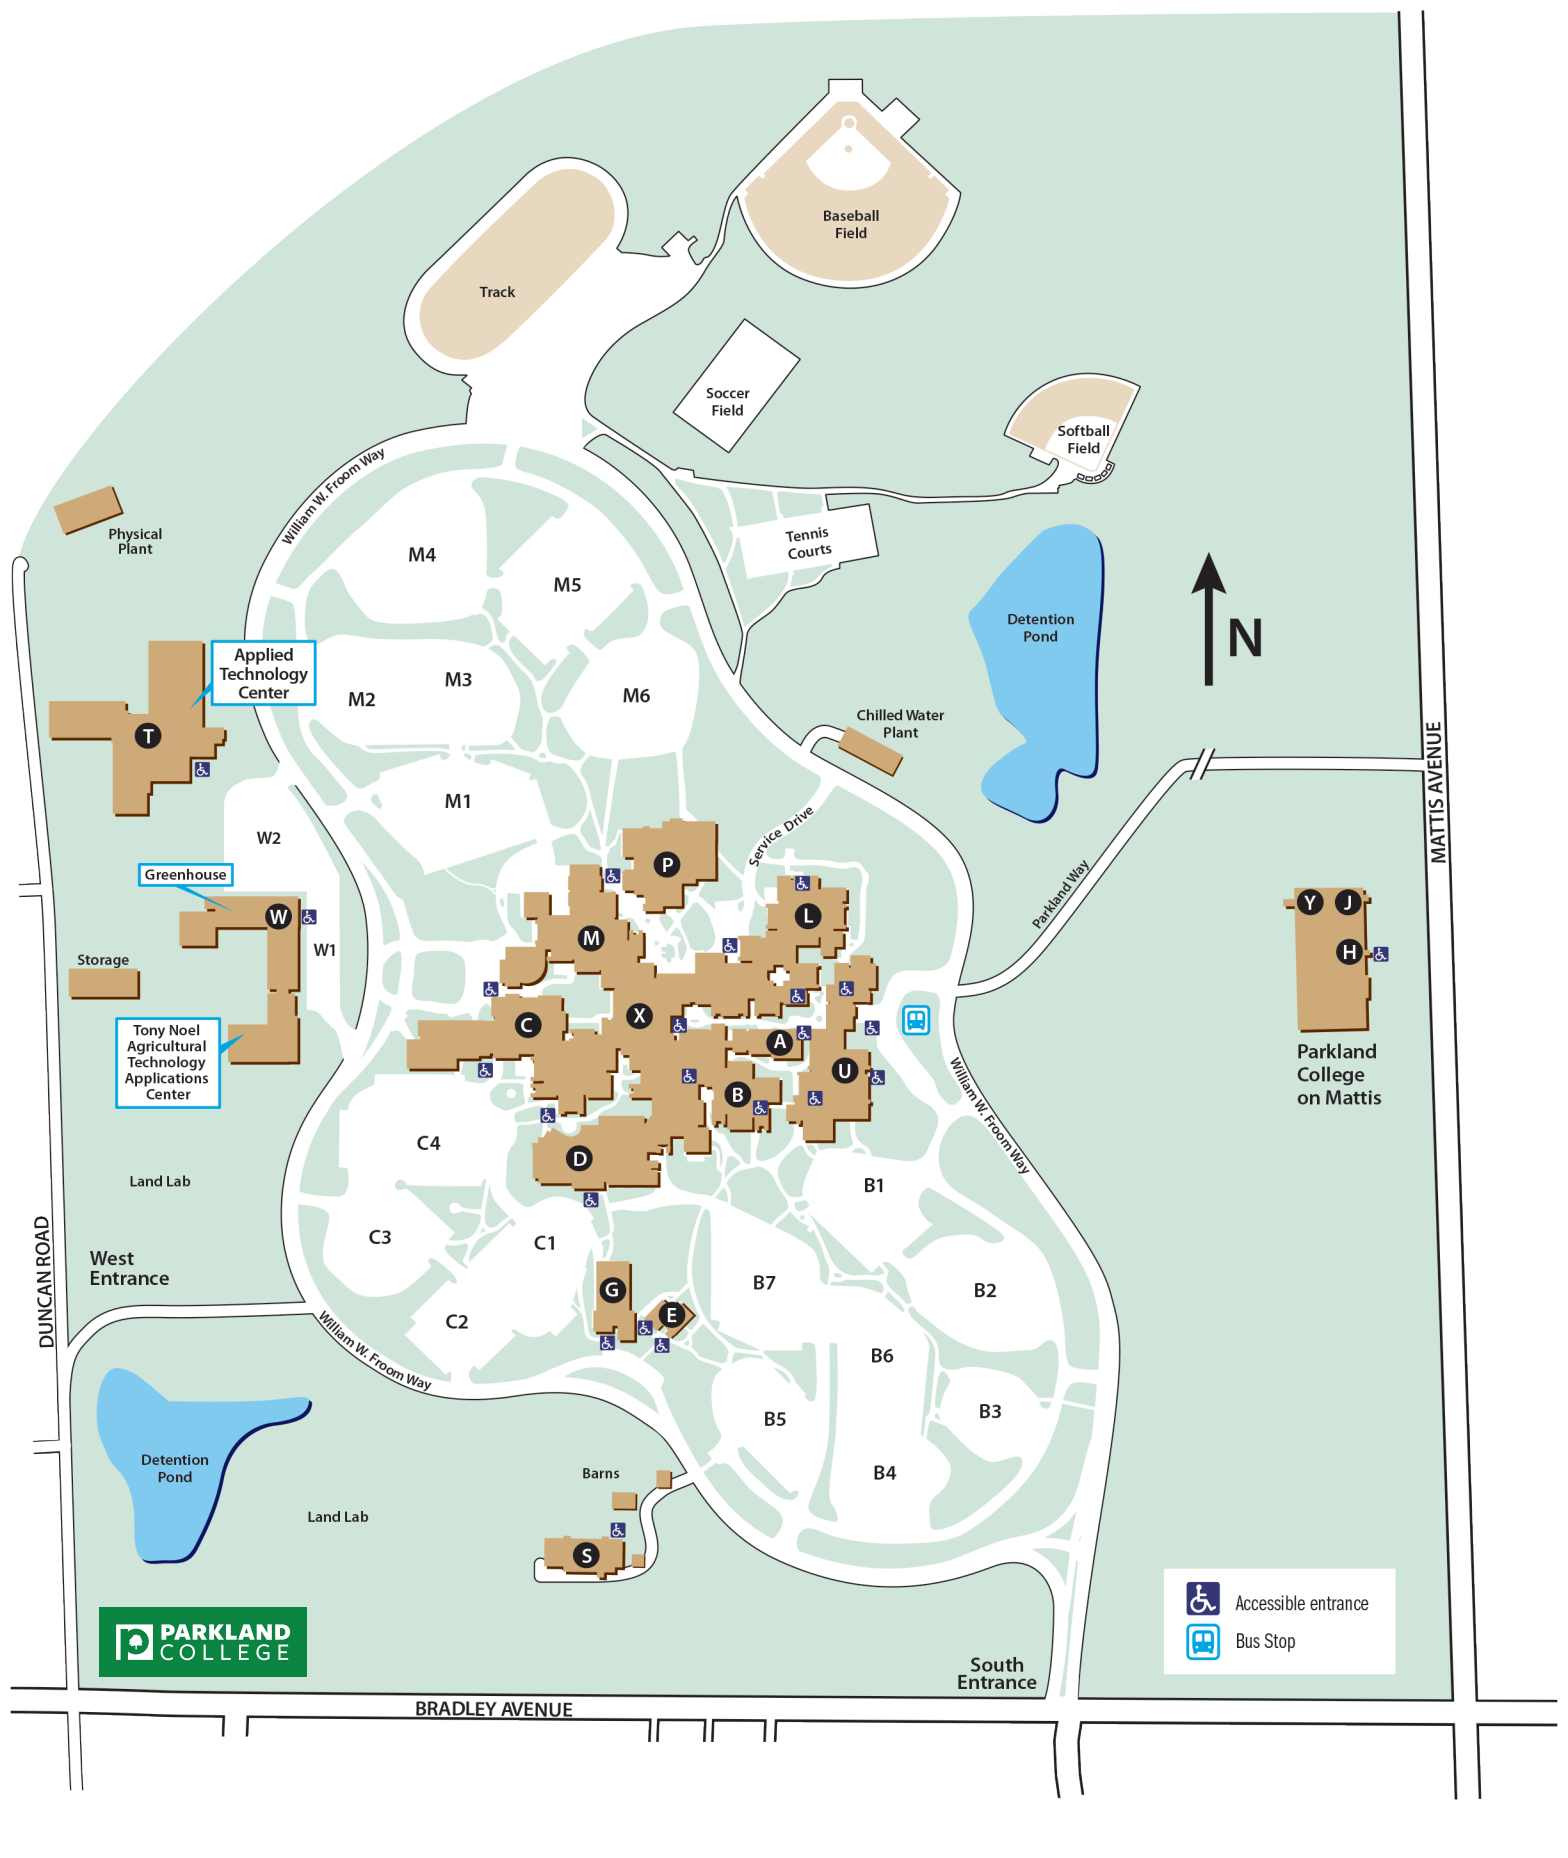 Baseball
Field
Track
Soccer
Field
Softball
Field
William W. Froom Way
Physical
Plant
Tennis
Courts
M4
M5
Detention
Pond
N
Applied
Technology
Center
M3
M2
M6
T
Chilled Water
Plant
MATTIS AVENUE
M1
Service Drive
W2
P
Greenhouse
Parkland Way
W
L
Y
J
M
W1
H
Storage
X
C
Tony Noel
Agricultural
Technology
Applications
Center
A
U
B
Parkland
College
on Mattis
William W. Froom Way
C4
D
Land Lab
B1
C3
C1
DUNCAN ROAD
West
Entrance
G
B7
B2
E
C2
William W. Froom Way
B6
B5
B3
Detention
Pond
Barns
B4
Land Lab
S
Accessible entrance
Bus Stop
PARKLAND
COLLEGE
South
Entrance
BRADLEY AVENUE